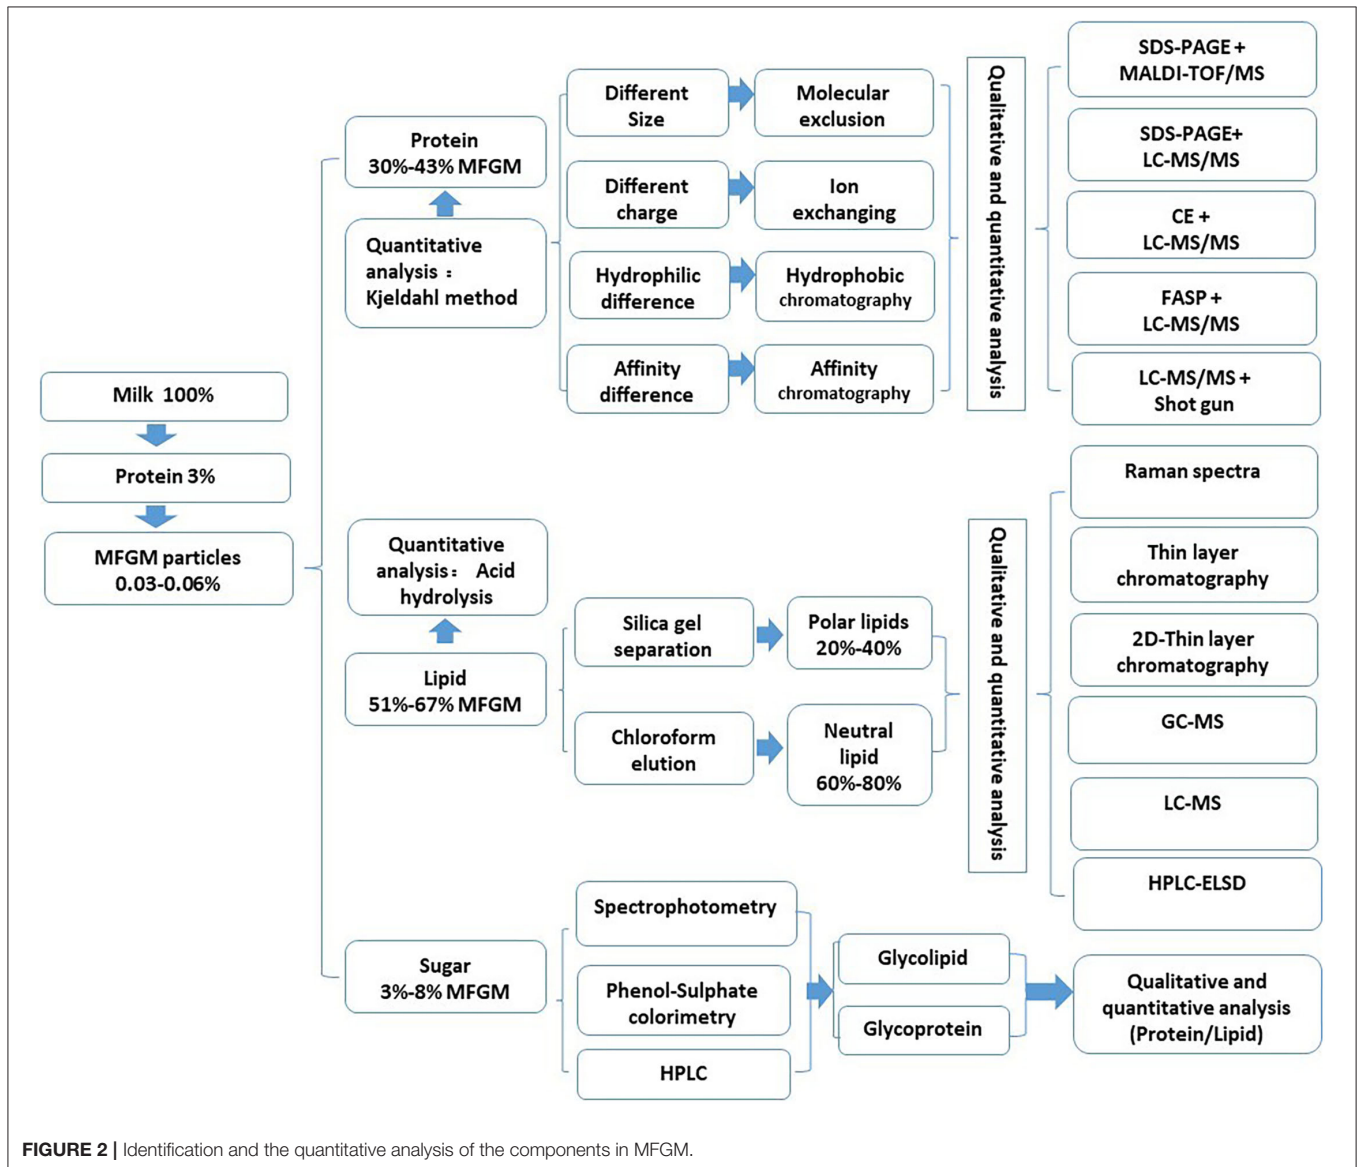 Milk 100%
Protein 3%
MFGM particles
0.03-0.06%
Protein
30%-43% MFGM
Quantitative
analysis：
Kjeldahl method
Different
Size
Molecular
exclusion
Different
charge
Ion
exchanging
Hydrophilic
difference
Hydrophobic
chromatography
Affinity
difference
Affinity
chromatography
Qualitative and quantitative analysis
SDS-PAGE +
MALDI-TOF/MS
SDS-PAGE+
LC-MS/MS
CE +
LC-MS/MS
FASP +
LC-MS/MS
LC-MS/MS +
Shot gun
Quantitative
analysis： Acid
hydrolysis
Lipid
51%-67% MFGM
Silica gel
separation
Polar lipids
20%-40%
Chloroform
elution
Neutral
lipid
60%-80%
Qualitative and quantitative analysis
Raman spectra
Thin layer
chromatography
2D-Thin layer
chromatography
GC-MS
LC-MS
HPLC-ELSD
Sugar
3%-8% MFGM
Spectrophotometry
Phenol-Sulphate
colorimetry
HPLC
Glycolipid
Glycoprotein
Qualitative and
quantitative analysis
(Protein/Lipid)
FIGURE 2 | Identification and the quantitative analysis of the components in MFGM.